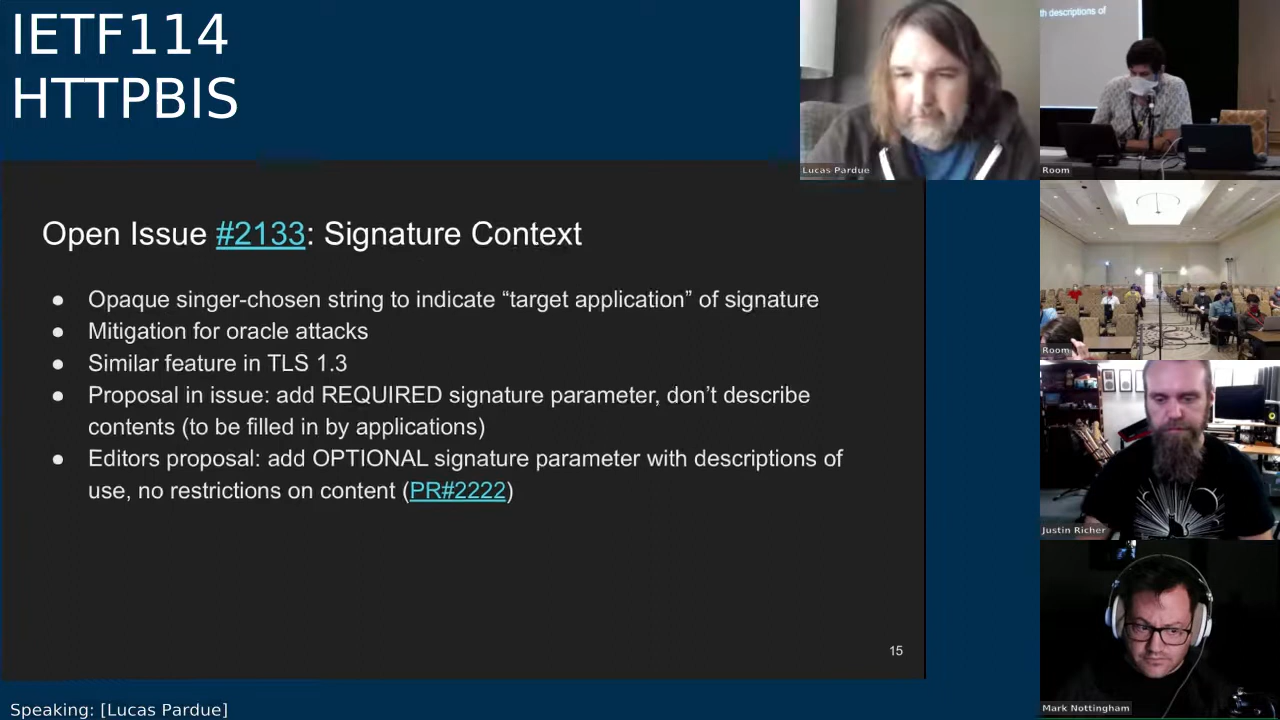 IETF114
HTTPBIS
h descriptions of
Lucas Pardue
Room
Open Issue #2133: Signature Context
● Opaque singer-chosen string to indicate “target application” of signature
● Mitigation for oracle attacks
● Similar feature in TLS 1.3
● Proposal in issue: add REQUIRED signature parameter, don’t describe
contents (to be filled in by applications)
● Editors proposal: add OPTIONAL signature parameter with descriptions of
use, no restrictions on content (PR#2222)
Room
Justin Richer
15
Mark Nottingham
Speaking: [Lucas Pardue]